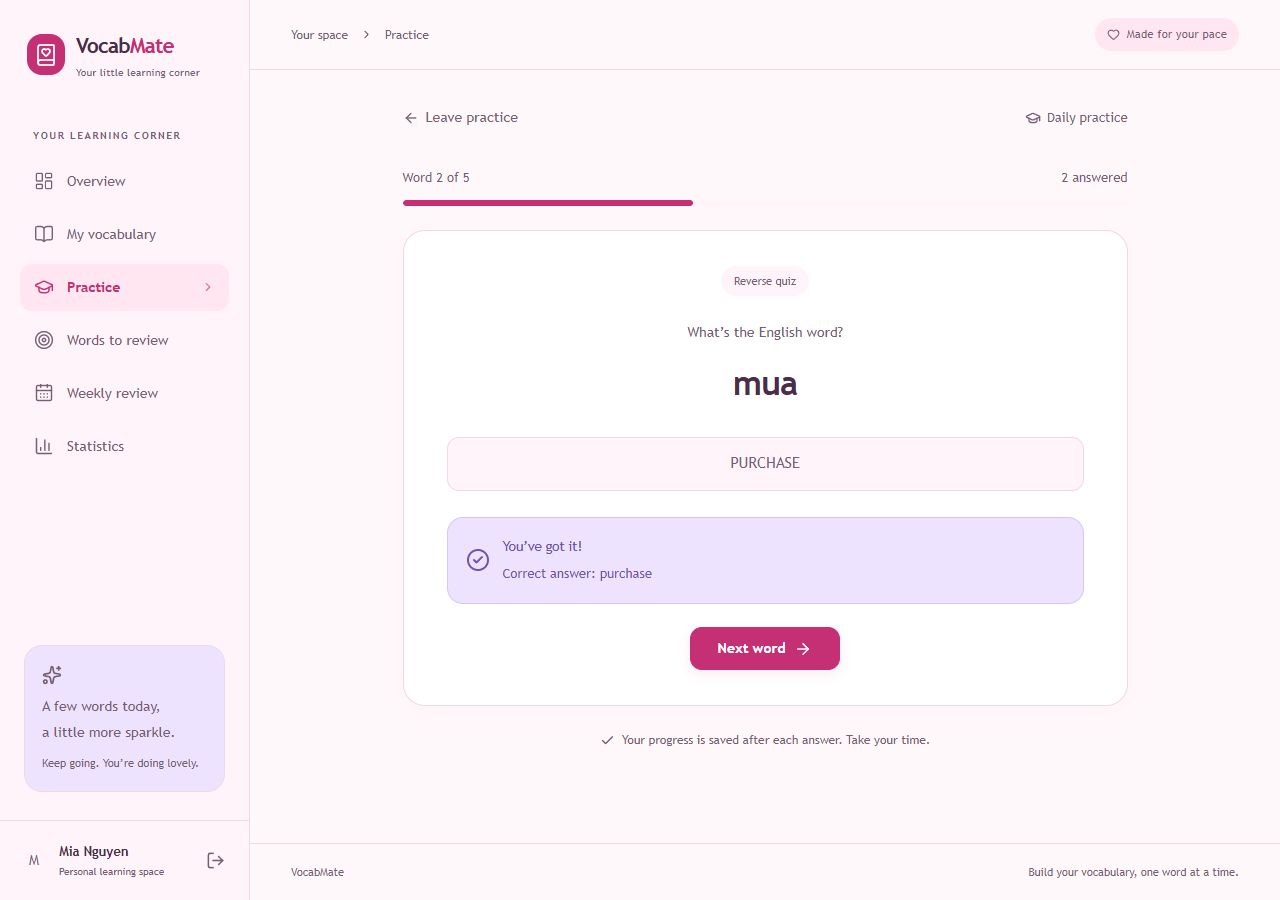 VocabMate
Your little learning corner
YOUR LEARNING CORNER
Overview
My vocabulary
Practice
Words to review
Weekly review
Statistics
A few words today,
a little more sparkle.
Keep going. You’re doing lovely.
M
Mia Nguyen
Personal learning space
Your space
Practice
Made for your pace
Leave practice
Daily practice
Word 2 of 5
2 answered
Reverse quiz
What’s the English word?
mua
PURCHASE
You’ve got it!
Correct answer: purchase
Next word
Your progress is saved after each answer. Take your time.
VocabMate
Build your vocabulary, one word at a time.